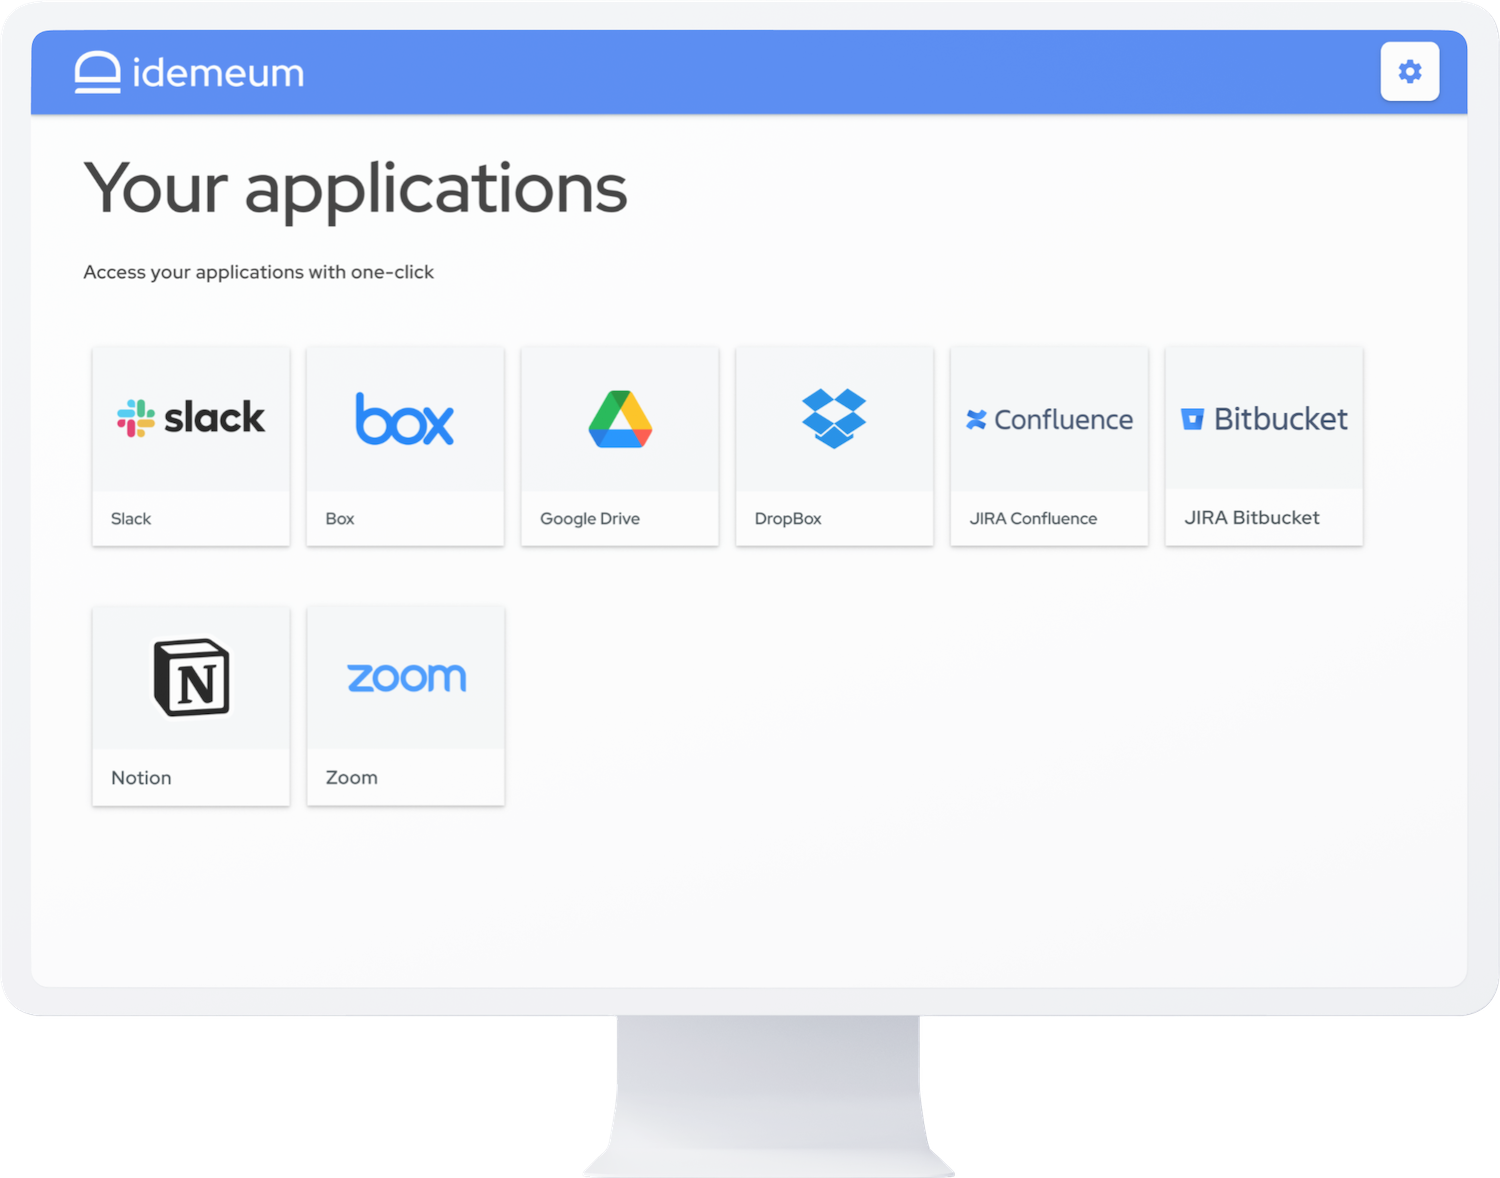 idemeum
Your applications
Access your applications with one-click
slack
box
Confluence
Bitbucket
Slack
Box
Google Drive
DropBox
JIRA Confluence
JIRA Bitbucket
N
zoom
Notion
Zoom